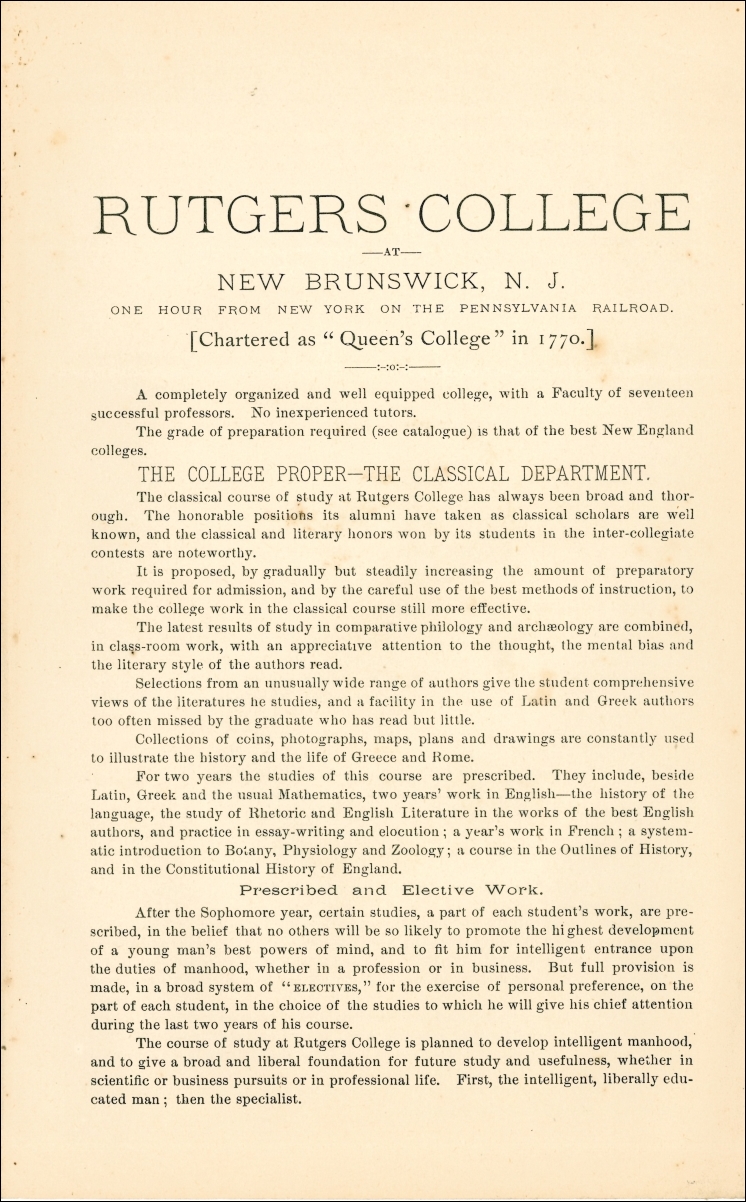 RUTGERS COLLEGE
—AT—
NEW BRUNSWICK, N. J.
ONE HOUR FROM NEW YORK ON THE PENNSYLVANIA RAILROAD.
[Chartered as “ Queen's College ” in 1770.]
——:–:o:–:——
A completely organized and well equipped college, with a Faculty of seventeen
successful professors. No inexperienced tutors.
The grade of preparation required (see catalogue) is that of the best New England
colleges.
THE COLLEGE PROPER—THE CLASSICAL DEPARTMENT.
The classical course of study at Rutgers College has always been broad and thor-
ough. The honorable positions its alumni have taken as classical scholars are well
known, and the classical and literary honors won by its students in the inter-collegiate
contests are noteworthy.
It is proposed, by gradually but steadily increasing the amount of preparatory
work required for admission, and by the careful use of the best methods of instruction, to
make the college work in the classical course still more effective.
The latest results of study in comparative philology and archæology are combined,
in class-room work, with an appreciative attention to the thought, the mental bias and
the literary style of the authors read.
Selections from an unusually wide range of authors give the student comprehensive
views of the literatures he studies, and a facility in the use of Latin and Greek authors
too often missed by the graduate who has read but little.
Collections of coins, photographs, maps, plans and drawings are constantly used
to illustrate the history and the life of Greece and Rome.
For two years the studies of this course are prescribed. They include, beside
Latin, Greek and the usual Mathematics, two years' work in English—the history of the
language, the study of Rhetoric and English Literature in the works of the best English
authors, and practice in essay-writing and elocution ; a year's work in French ; a system-
atic introduction to Botany, Physiology and Zoology ; a course in the Outlines of History,
and in the Constitutional History of England.
Prescribed and Elective Work.
After the Sophomore year, certain studies, a part of each student's work, are pre-
scribed, in the belief that no others will be so likely to promote the highest development
of a young man's best powers of mind, and to fit him for intelligent entrance upon
the duties of manhood, whether in a profession or in business. But full provision is
made, in a broad system of “ELECTIVES,” for the exercise of personal preference, on the
part of each student, in the choice of the studies to which he will give his chief attention
during the last two years of his course.
The course of study at Rutgers College is planned to develop intelligent manhood,
and to give a broad and liberal foundation for future study and usefulness, whether in
scientific or business pursuits or in professional life. First, the intelligent, liberally edu-
cated man ; then the specialist.